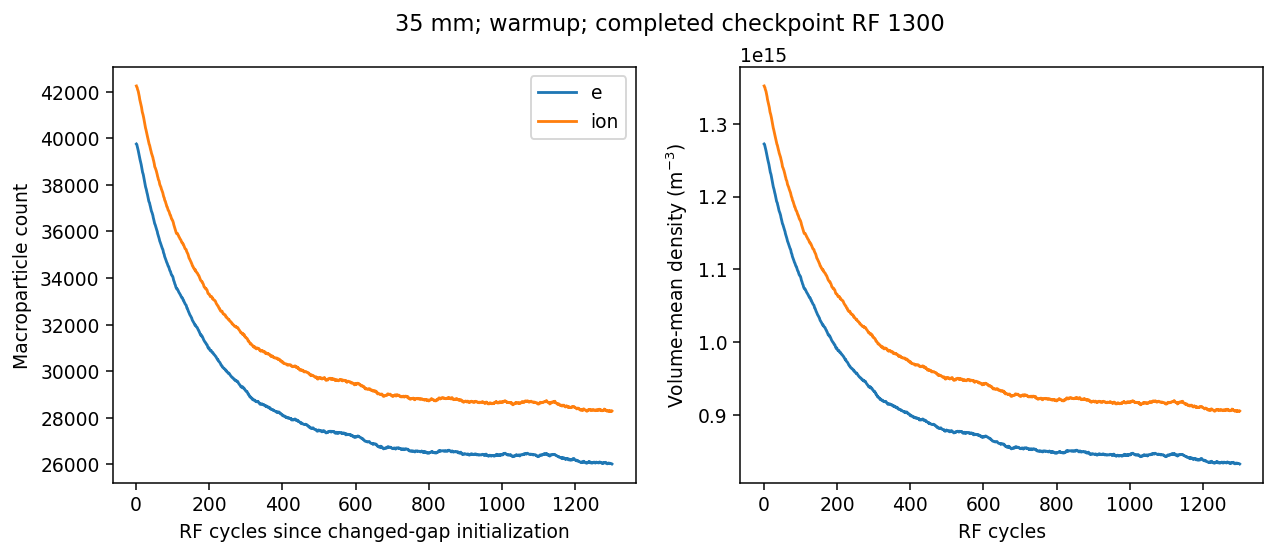 35 mm; warmup; completed checkpoint RF 1300
Macroparticle count
42000
40000
38000
36000
34000
32000
30000
28000
26000
e
ion
0 200 400 600 800 1000 1200
RF cycles since changed-gap initialization
1e15
Volume-mean density (m⁻³)
1.3
1.2
1.1
1.0
0.9
0 200 400 600 800 1000 1200
RF cycles